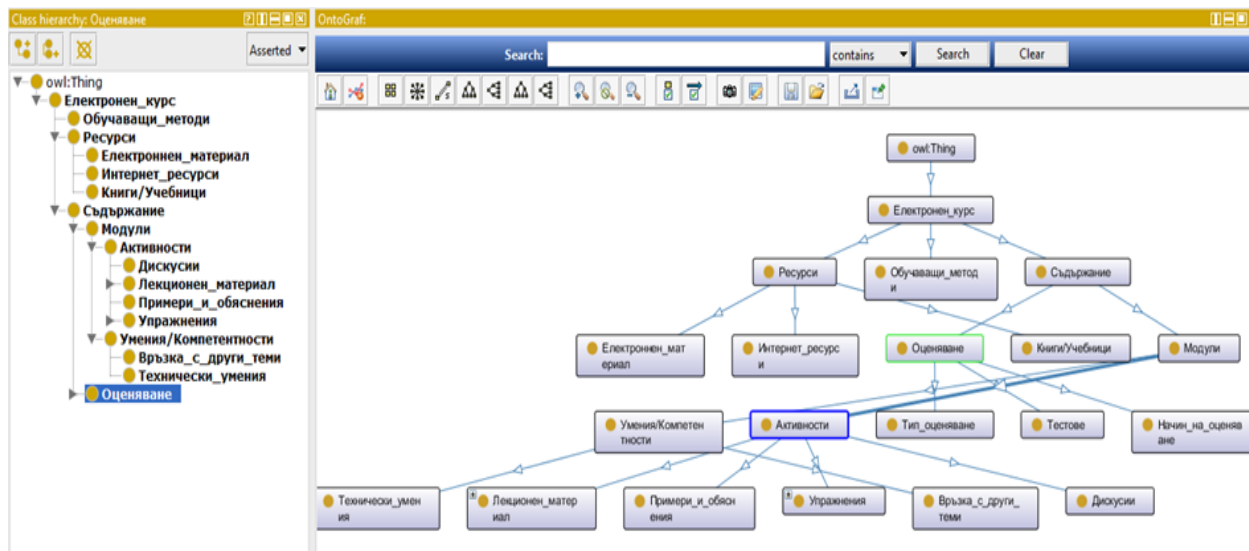 Class hierarchy: Оценяване
Asserted
owl:Thing
Електронен_курс
Обучаващи_методи
Ресурси
Електроннен_материал
Интернет_ресурси
Книги/Учебници
Съдържание
Модули
Активности
Дискусии
Лекционен_материал
Примери_и_обяснения
Упражнения
Умения/Компетентности
Връзка_с_други_теми
Технически_умения
Оценяване
OntoGraf:
Search:
contains
Search
Clear
owl:Thing
Електронен_курс
Ресурси
Обучаващи_метод
и
Съдържание
Електроннен_мат
ериал
Интернет_ресурс
и
Оценяване
Книги/Учебници
Модули
Умения/Компетен
тности
Активности
Тип_оценяване
Тестове
Начин_на_оценяв
ане
Технически_умен
ия
Лекционен_матер
иал
Примери_и_обясн
ения
Упражнения
Връзка_с_други_
теми
Дискусии